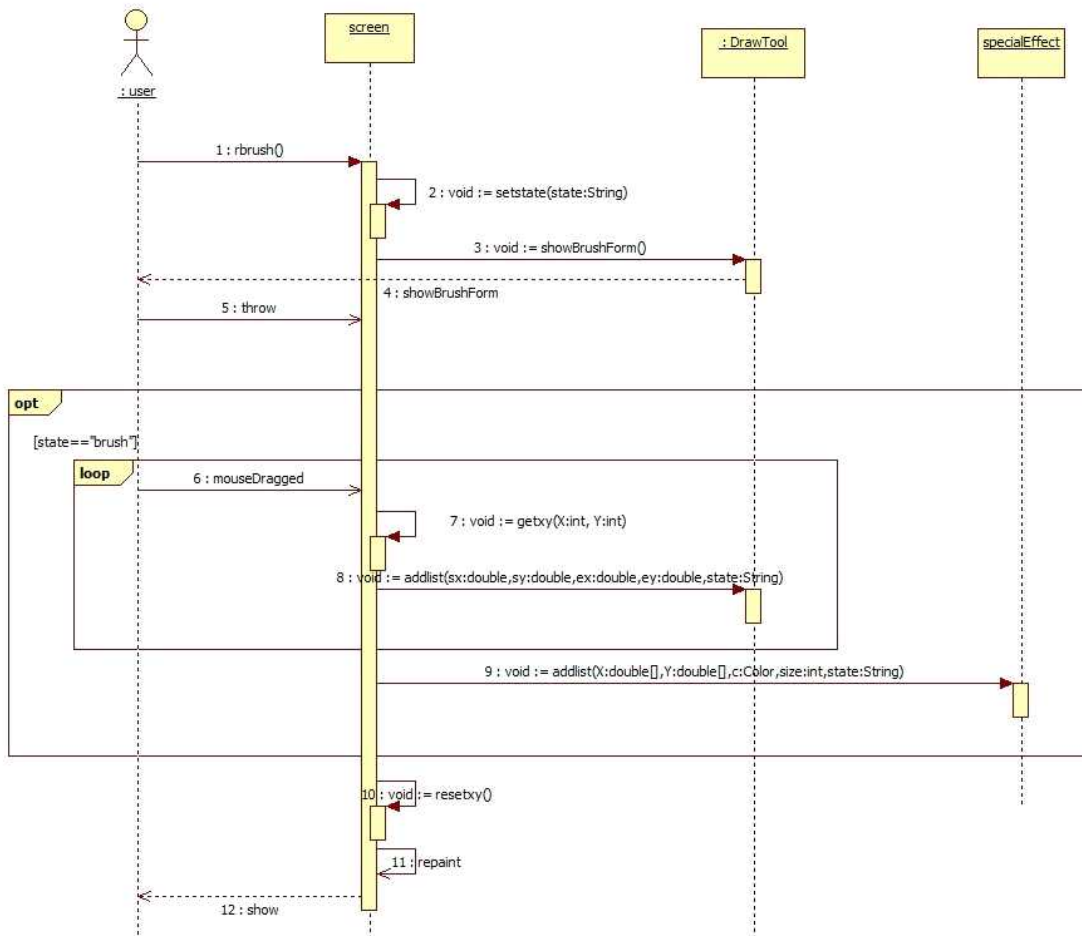 screen
: DrawTool
specialEffect
: user
1 : rbrush()
2 : void := setstate(state:String)
3 : void := showBrushForm()
4 : showBrushForm
5 : throw
opt
[state=="brush"]
loop
6 : mouseDragged
7 : void := getxy(X:int, Y:int)
8 : void := addlist(sx:double,sy:double,ex:double,ey:double,state:String)
9 : void := addlist(X:double[],Y:double[],c:Color,size:int,state:String)
10 : void := resetxy()
11 : repaint
12 : show